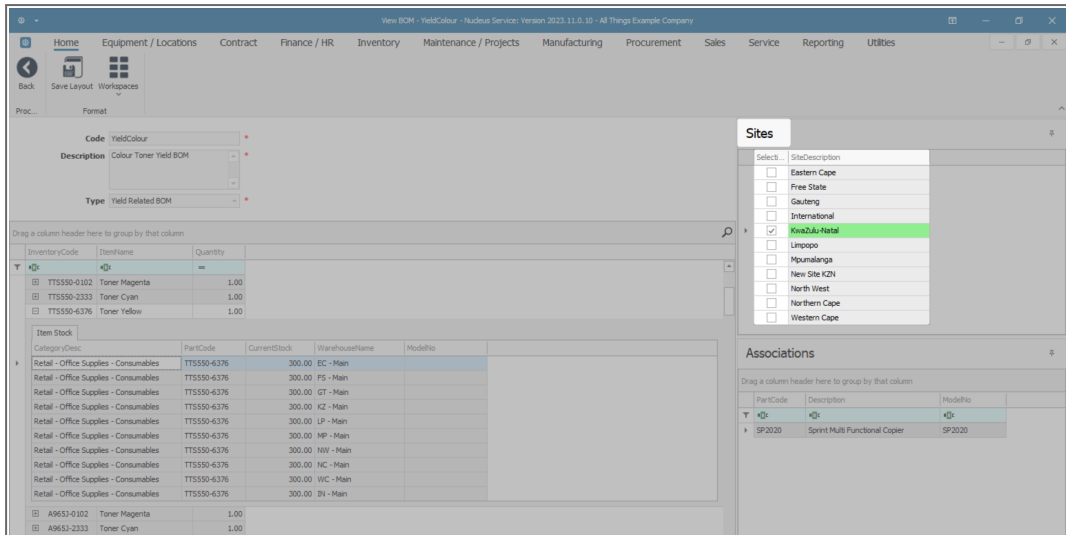 View BOM - YieldColour - Nucleus Service: Version 2023.11.0.10 - All Things Example Company
Home Equipment / Locations Contract Finance / HR Inventory Maintenance / Projects Manufacturing Procurement Sales Service Reporting Utilities
Back Save Layout Workspaces
Proc... Format
Code YieldColour *
Description Colour Toner Yield BOM *
Type Yield Related BOM *
Drag a column header here to group by that column
InventoryCode ItemName Quantity
=
TTS550-0102 Toner Magenta 1.00
TTS550-2333 Toner Cyan 1.00
TTS550-6376 Toner Yellow 1.00
Item Stock
CategoryDesc PartCode CurrentStock WarehouseName ModelNo
Retail - Office Supplies - Consumables TTS550-6376 300.00 EC - Main
Retail - Office Supplies - Consumables TTS550-6376 300.00 FS - Main
Retail - Office Supplies - Consumables TTS550-6376 300.00 GT - Main
Retail - Office Supplies - Consumables TTS550-6376 300.00 KZ - Main
Retail - Office Supplies - Consumables TTS550-6376 300.00 LP - Main
Retail - Office Supplies - Consumables TTS550-6376 300.00 MP - Main
Retail - Office Supplies - Consumables TTS550-6376 300.00 NW - Main
Retail - Office Supplies - Consumables TTS550-6376 300.00 NC - Main
Retail - Office Supplies - Consumables TTS550-6376 300.00 WC - Main
Retail - Office Supplies - Consumables TTS550-6376 300.00 IN - Main
A965J-0102 Toner Magenta 1.00
A965J-2333 Toner Cyan 1.00
Sites
Selecti... SiteDescription
Eastern Cape
Free State
Gauteng
International
KwaZulu-Natal
Limpopo
Mpumalanga
New Site KZN
North West
Northern Cape
Western Cape
Associations
Drag a column header here to group by that column
PartCode Description ModelNo
SP2020 Sprint Multi Functional Copier SP2020